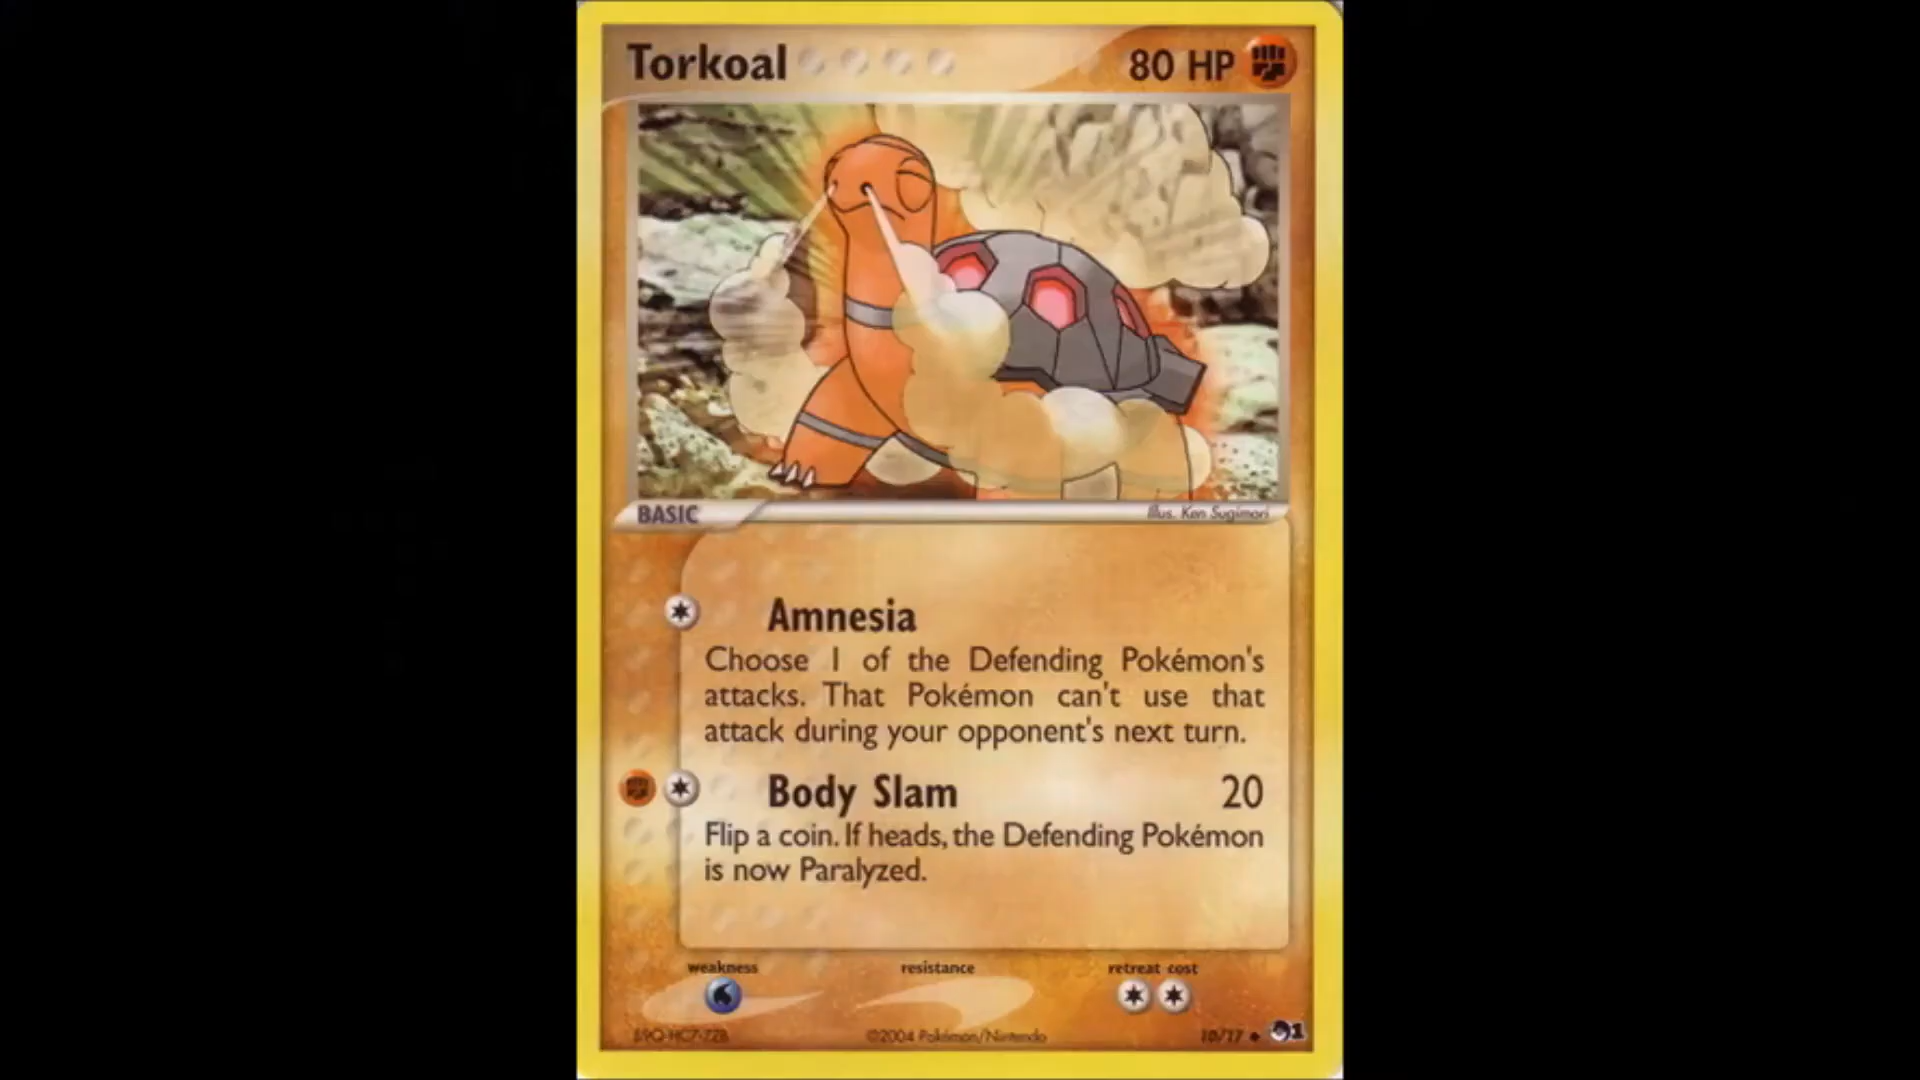 Torkoal
80 HP
BASIC
Illus. Ken Sugimori
Amnesia
Choose 1 of the Defending Pokémon's
attacks. That Pokémon can't use that
attack during your opponent's next turn.
Body Slam 20
Flip a coin. If heads, the Defending Pokémon
is now Paralyzed.
weakness resistance retreat cost
©2004 Pokémon/Nintendo 10/17